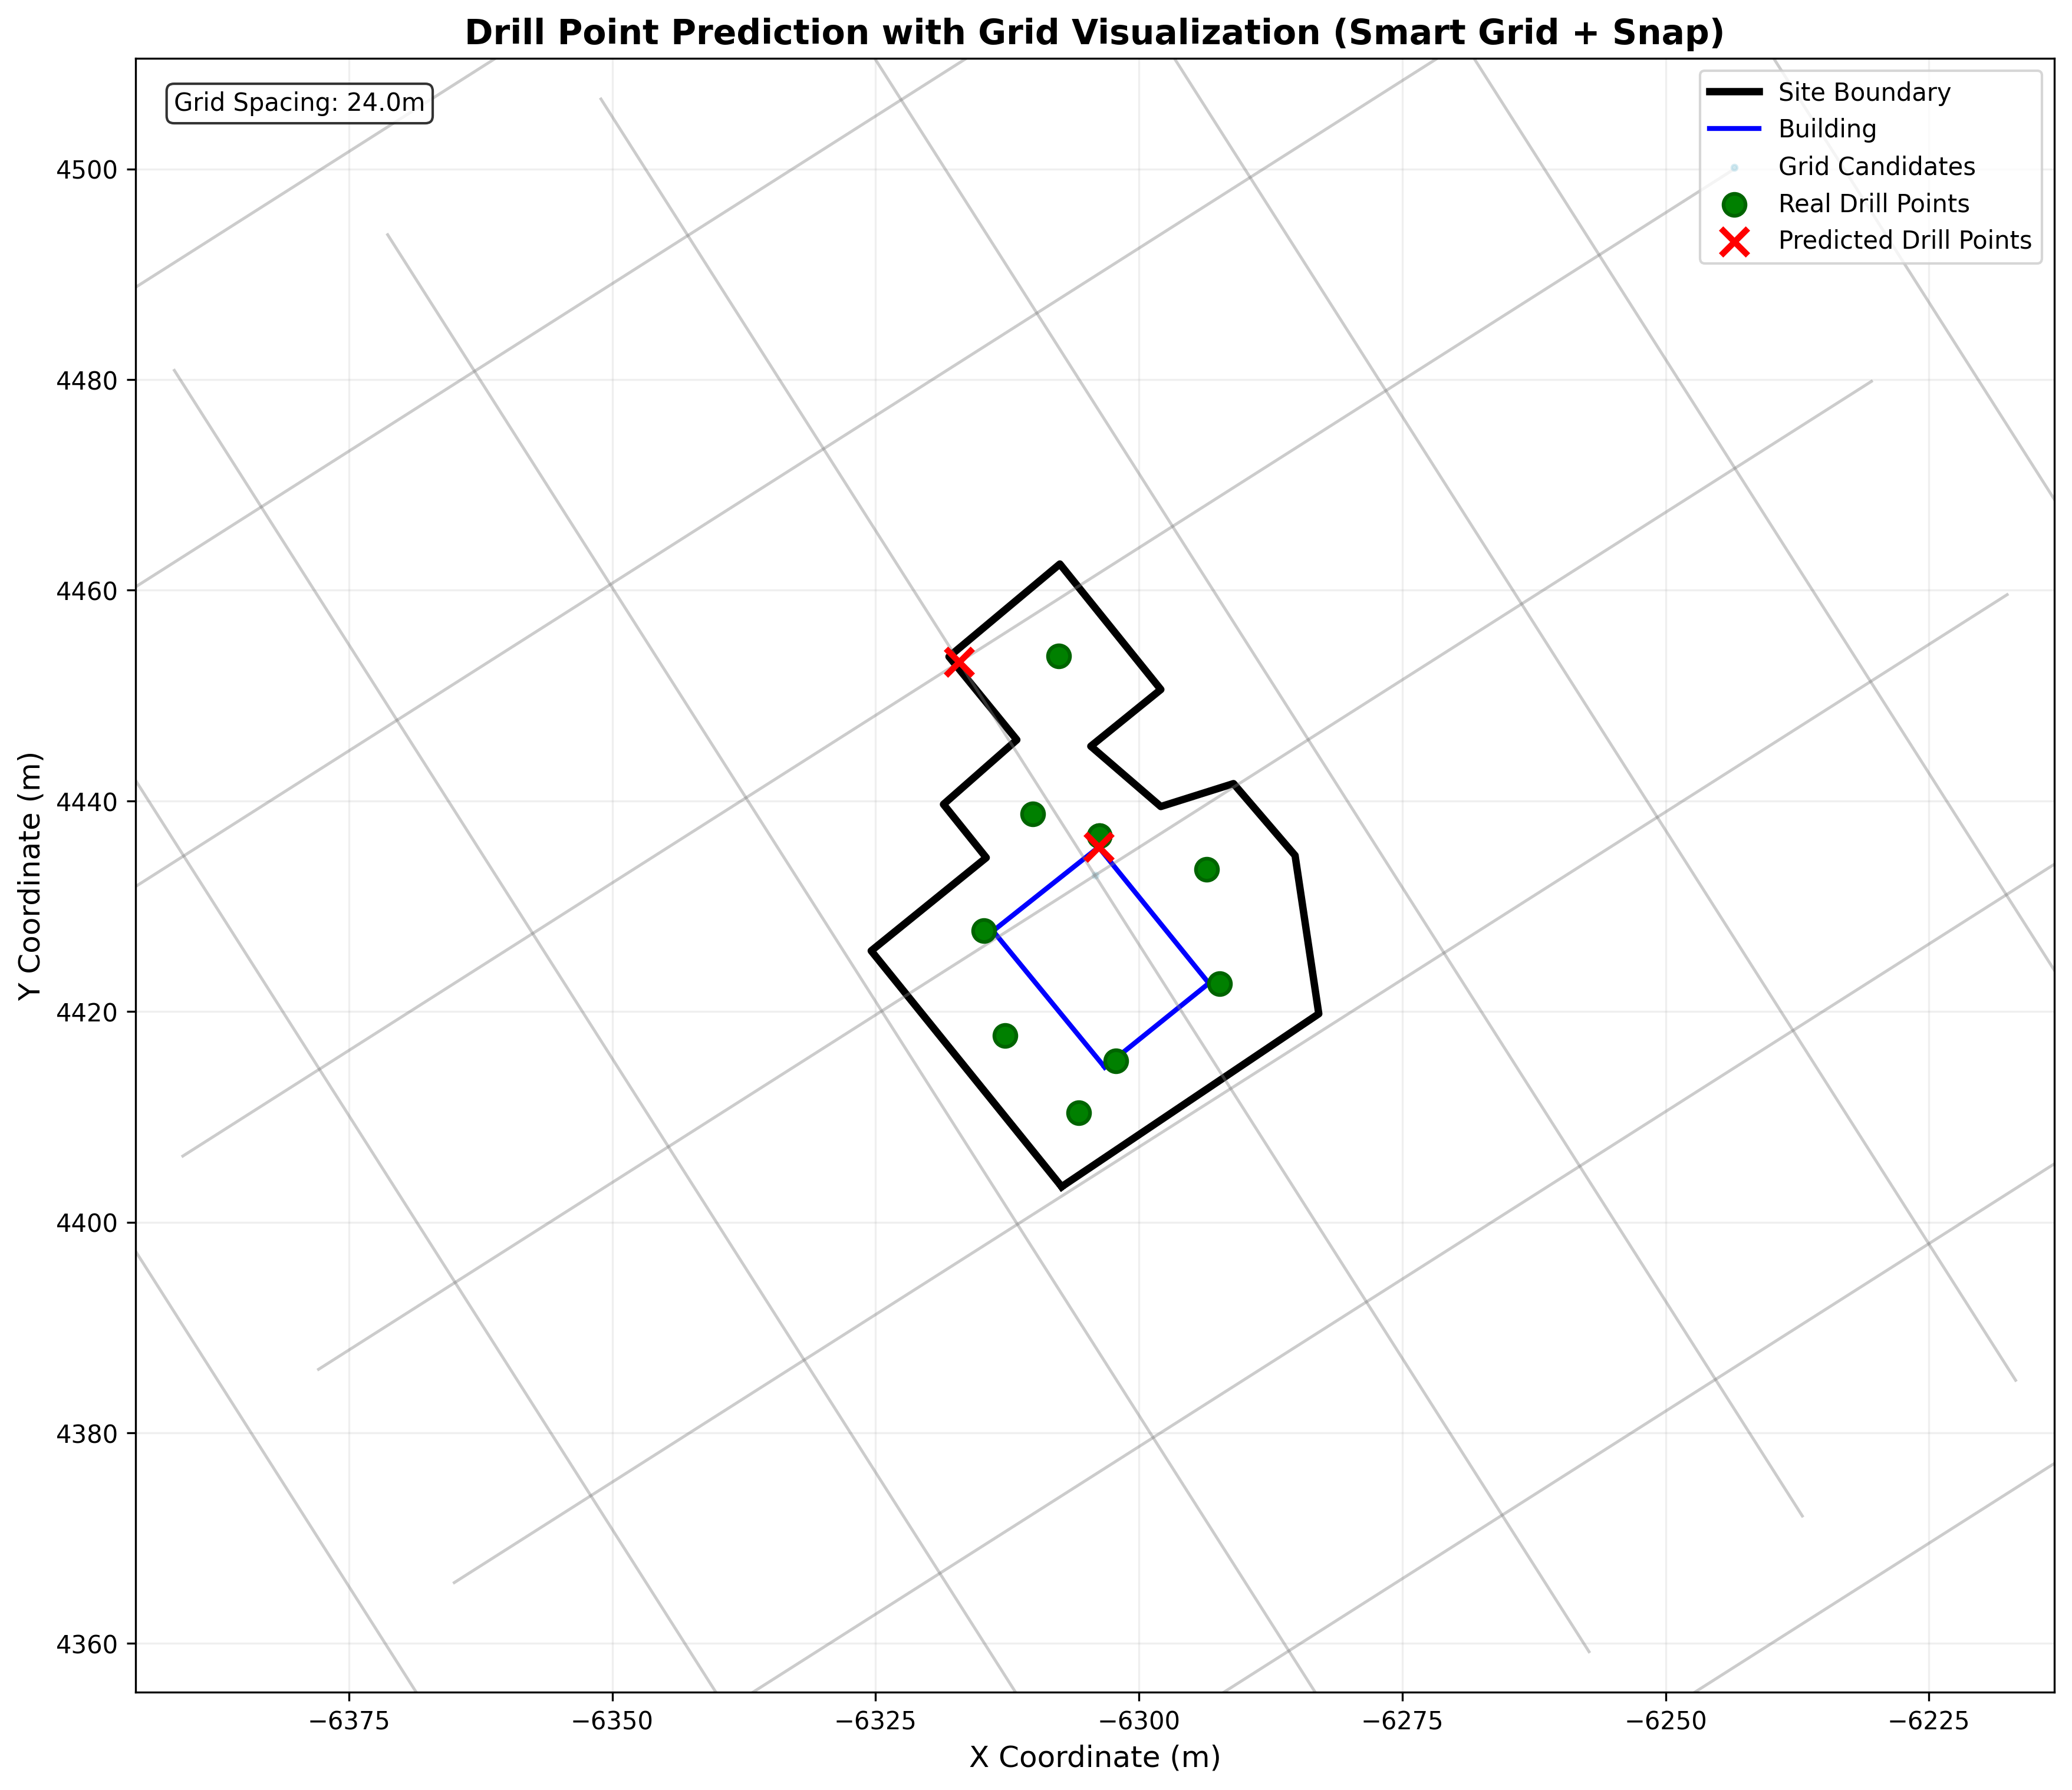 Drill Point Prediction with Grid Visualization (Smart Grid + Snap)
Grid Spacing: 24.0m
Site Boundary
Building
Grid Candidates
Real Drill Points
Predicted Drill Points
Y Coordinate (m)
4500
4480
4460
4440
4420
4400
4380
4360
−6375
−6350
−6325
−6300
−6275
−6250
−6225
X Coordinate (m)